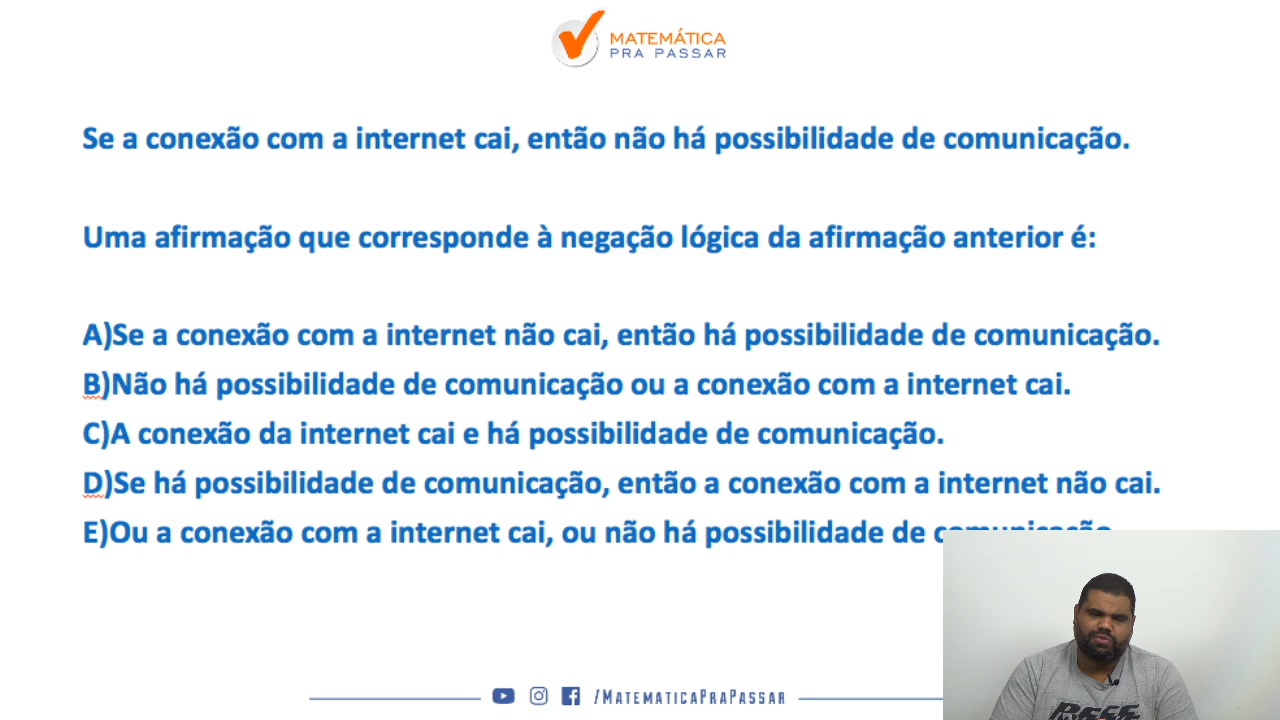 MATEMÁTICA
PRA PASSAR
Se a conexão com a internet cai, então não há possibilidade de comunicação.
Uma afirmação que corresponde à negação lógica da afirmação anterior é:
A)Se a conexão com a internet não cai, então há possibilidade de comunicação.
B)Não há possibilidade de comunicação ou a conexão com a internet cai.
C)A conexão da internet cai e há possibilidade de comunicação.
D)Se há possibilidade de comunicação, então a conexão com a internet não cai.
E)Ou a conexão com a internet cai, ou não há possibilidade de comunicação.
/MATEMATICAPRAPASSAR